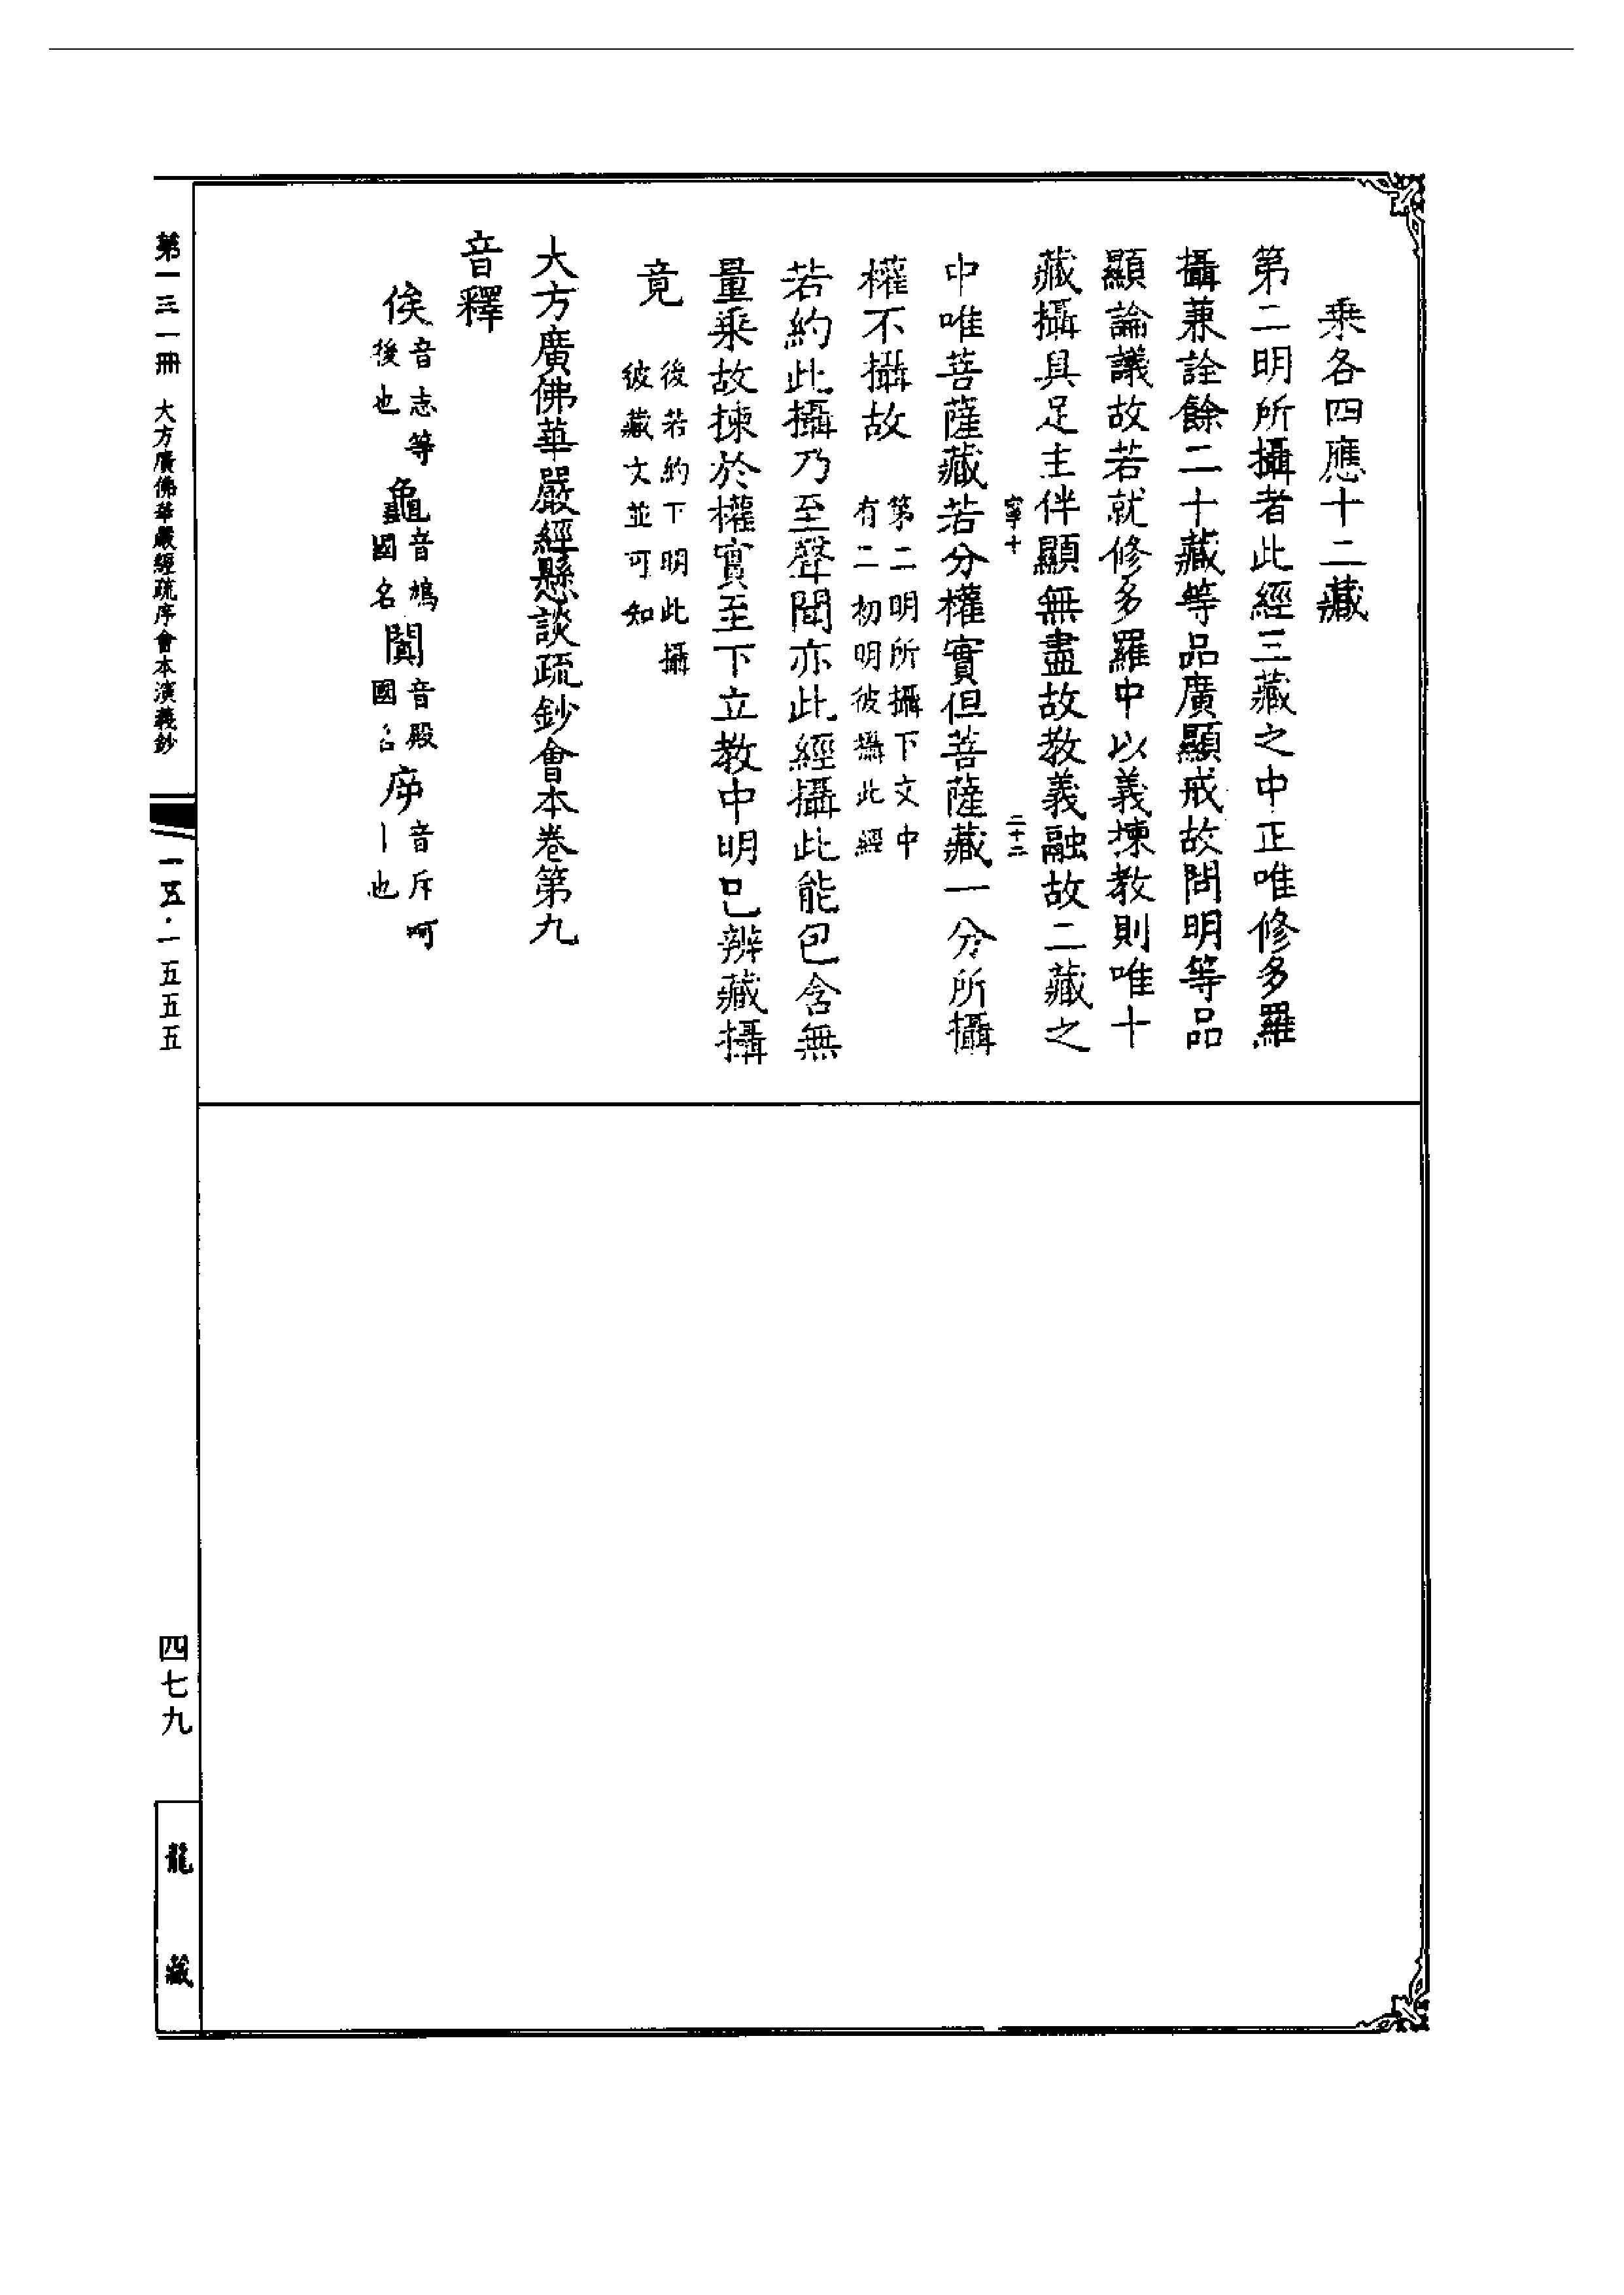 乘各四應十二藏
第二明所攝者此經三藏之中正唯修多羅
攝兼詮餘二十藏等品廣顯戒故問明等品
顯論議故若就修多羅中以義揀教則唯十
藏攝具足主伴顯無盡故教義融故二藏之
寧十
二十二
中唯菩薩藏若分權實但菩薩藏一分所攝
權不攝故
第二明所攝下文中
有二初明彼攝此經
若約此攝乃至聲聞亦此經攝此能包含無
量乘故揀於權實至下立教中明已辨藏攝
竟
後若約下明此攝
彼藏文並可知
大方廣佛華嚴經懸談疏鈔會本卷第九
音釋
俟
音志等
後也
龜
音鳩
國名
闐
音殿
國名
㡿
音斥呵
丨也
第一三一冊 大方廣佛華嚴經疏序會本演義鈔
一五五·一五五五
四七九
龍藏